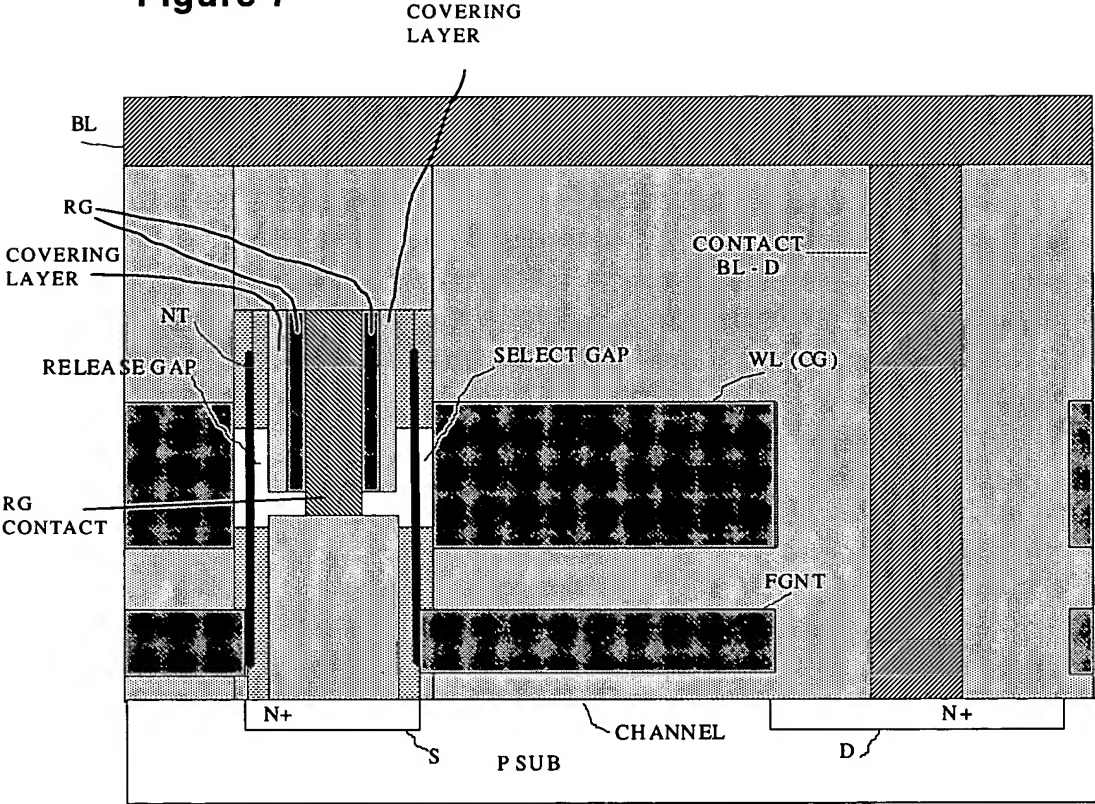 Figure 7
COVERING
LAYER
BL
RG
COVERING
LAYER
CONTACT
BL - D
NT
RELEASE GAP
SELECT GAP
WL (CG)
RG
CONTACT
FGNT
N+
N+
CHANNEL
S
P SUB
D